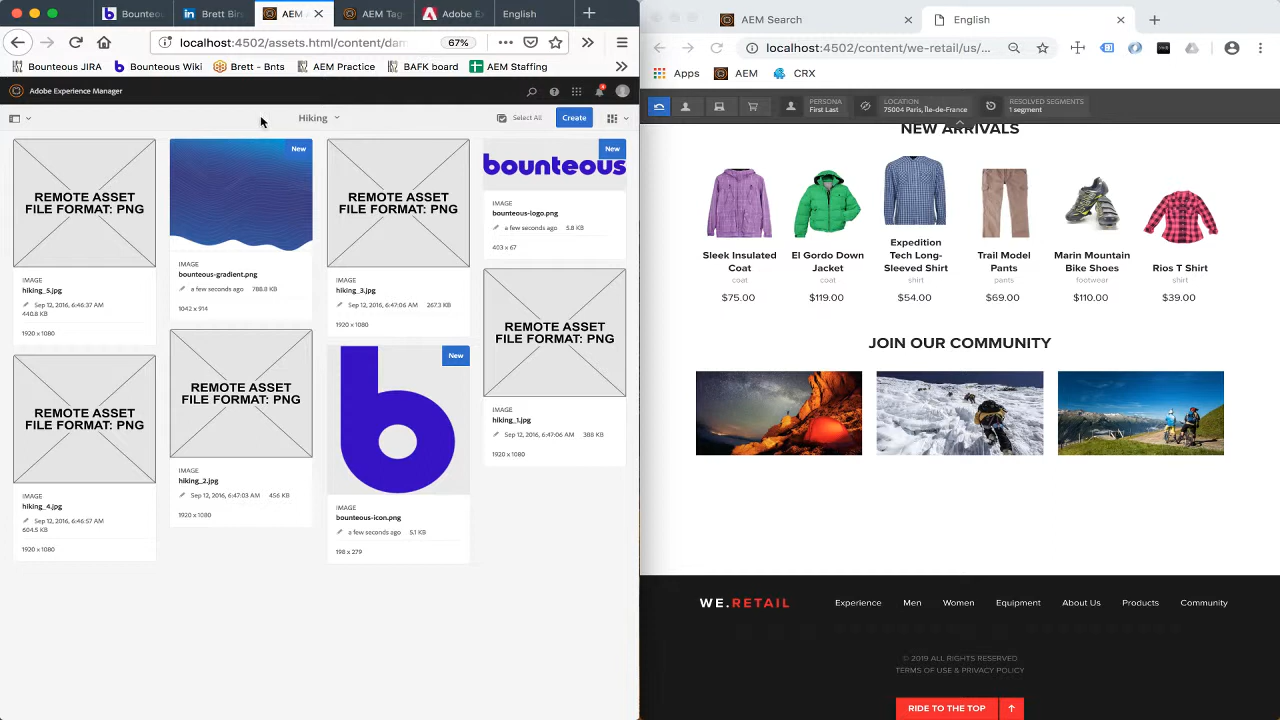 Bounteou
Brett Bir
AEM As
AEM Tag
Adobe Ex
English
localhost:4502/assets.html/content/dam
67%
Bounteous JIRA
Bounteous Wiki
Brett - Bnts
AEM Practice
BAFK board
AEM Staffing
Adobe Experience Manager
Hiking
Select All
Create
REMOTE ASSET
FILE FORMAT: PNG
IMAGE
hiking_5.jpg
Sep 12, 2016, 6:46:37 AM
440.8 KB
1920 x 1080
REMOTE ASSET
FILE FORMAT: PNG
IMAGE
hiking_4.jpg
Sep 12, 2016, 6:46:57 AM
604.5 KB
1920 x 1080
New
IMAGE
bounteous-gradient.png
a few seconds ago 788.8 KB
1042 x 914
REMOTE ASSET
FILE FORMAT: PNG
IMAGE
hiking_2.jpg
Sep 12, 2016, 6:47:03 AM 456 KB
1920 x 1080
REMOTE ASSET
FILE FORMAT: PNG
IMAGE
hiking_3.jpg
Sep 12, 2016, 6:47:06 AM 267.3 KB
1920 x 1080
New
b
IMAGE
bounteous-icon.png
a few seconds ago 5.1 KB
198 x 279
New
bounteous
IMAGE
bounteous-logo.png
a few seconds ago 5.8 KB
403 x 67
REMOTE ASSET
FILE FORMAT: PNG
IMAGE
hiking_1.jpg
Sep 12, 2016, 6:47:06 AM 388 KB
1920 x 1080
AEM Search
English
localhost:4502/content/we-retail/us/...
Apps
AEM
CRX
PERSONA
First Last
LOCATION
75004 Paris, Île-de-France
RESOLVED SEGMENTS
1 segment
NEW ARRIVALS
Sleek Insulated
Coat
coat
$75.00
El Gordo Down
Jacket
coat
$119.00
Expedition
Tech Long-
Sleeved Shirt
shirt
$54.00
Trail Model
Pants
pants
$69.00
Marin Mountain
Bike Shoes
footwear
$110.00
Rios T Shirt
shirt
$39.00
JOIN OUR COMMUNITY
WE.RETAIL
Experience
Men
Women
Equipment
About Us
Products
Community
© 2019 ALL RIGHTS RESERVED
TERMS OF USE & PRIVACY POLICY
RIDE TO THE TOP